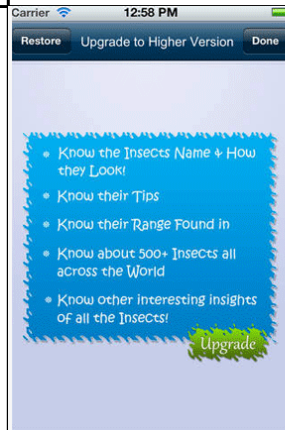 Carrier 12:58 PM
Restore Upgrade to Higher Version Done
Know the Insects Name & How
they Look!
Know their Tips
Know their Range Found in
Know about 500+ Insects all
across the World
Know other interesting insights
of all the Insects!
Upgrade